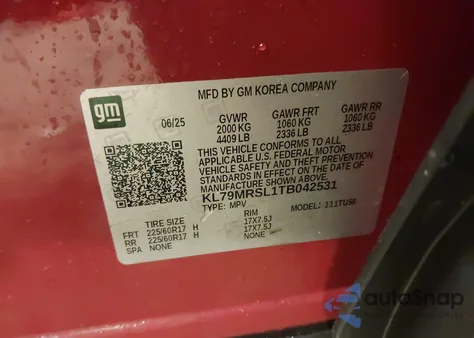 gm
MFD BY GM KOREA COMPANY
06/25 GVWR GAWR FRT GAWR RR
2000 KG 1060 KG 1060 KG
4409 LB 2336 LB 2336 LB
THIS VEHICLE CONFORMS TO ALL
APPLICABLE U.S. FEDERAL MOTOR
VEHICLE SAFETY AND THEFT PREVENTION
STANDARDS IN EFFECT ON THE DATE OF
MANUFACTURE SHOWN ABOVE.
KL79MRSL1TB042531
TYPE: MPV MODEL: 1TUSB
TIRE SIZE RIM
FRT 225/60R17 H 17X7.5J
RR 225/60R17 H 17X7.5J
SPA NONE NONE
autoSnap